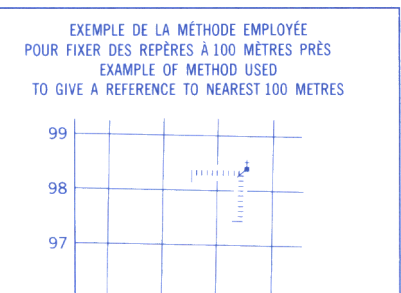 EXEMPLE DE LA MÉTHODE EMPLOYÉE
POUR FIXER DES REPÈRES À 100 MÈTRES PRÈS
EXAMPLE OF METHOD USED
TO GIVE A REFERENCE TO NEAREST 100 METRES
99
98
97